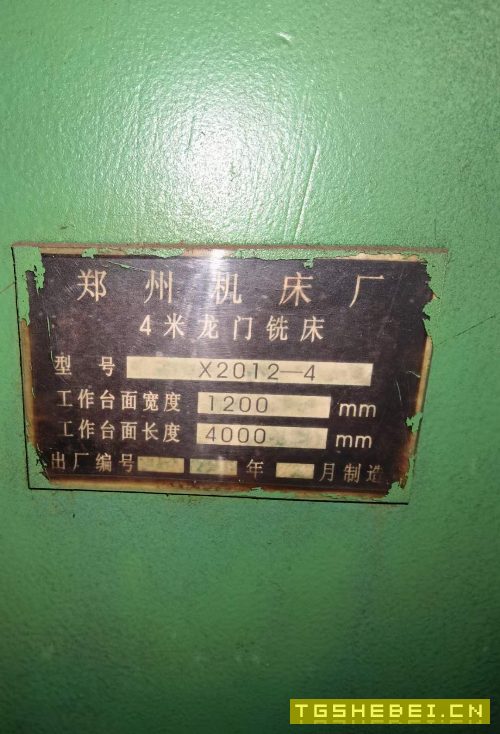 郑州机床厂
4米龙门铣床
型号 X2012-4
工作台面宽度 1200 mm
工作台面长度 4000 mm
出厂编号 年 月制造
TGSHEBEI.CN